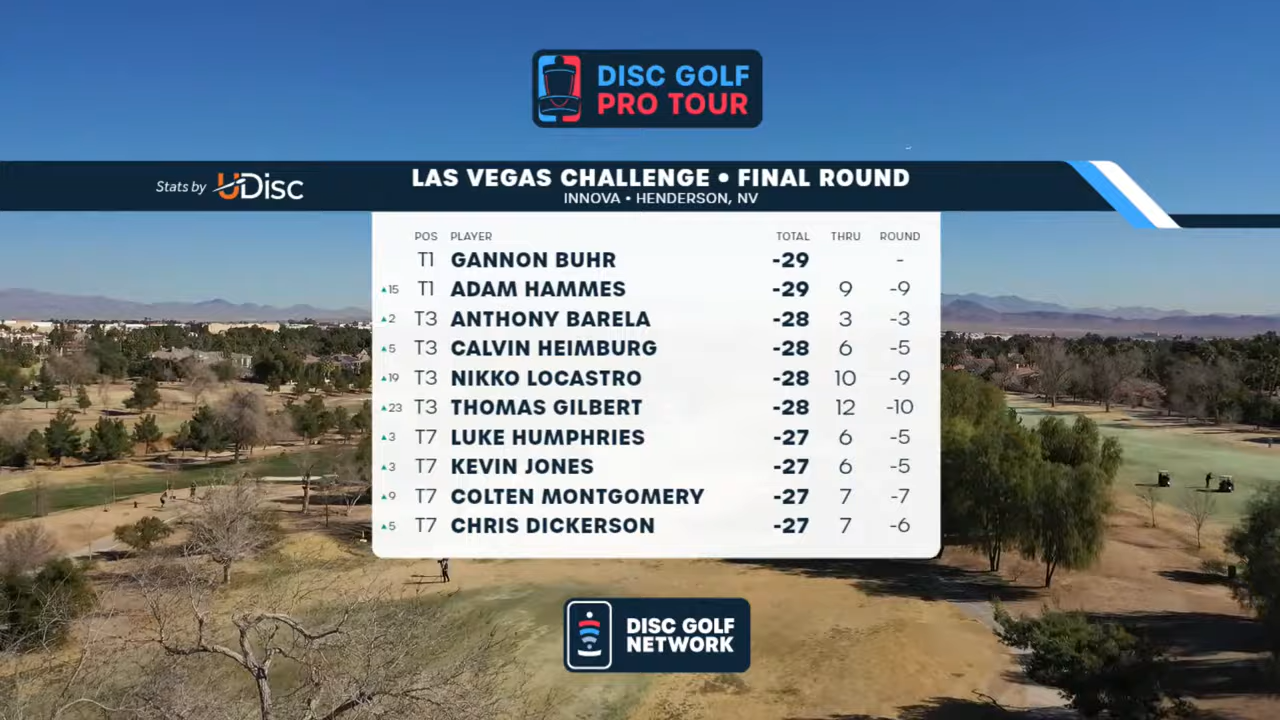 DISC GOLF
PRO TOUR
Stats by UDisc
LAS VEGAS CHALLENGE • FINAL ROUND
INNOVA • HENDERSON, NV
POS PLAYER TOTAL THRU ROUND
T1 GANNON BUHR -29 -
▲15 T1 ADAM HAMMES -29 9 -9
▲2 T3 ANTHONY BARELA -28 3 -3
▲5 T3 CALVIN HEIMBURG -28 6 -5
▲19 T3 NIKKO LOCASTRO -28 10 -9
▲23 T3 THOMAS GILBERT -28 12 -10
▲3 T7 LUKE HUMPHRIES -27 6 -5
▲3 T7 KEVIN JONES -27 6 -5
▲9 T7 COLTEN MONTGOMERY -27 7 -7
▲5 T7 CHRIS DICKERSON -27 7 -6
DISC GOLF
NETWORK